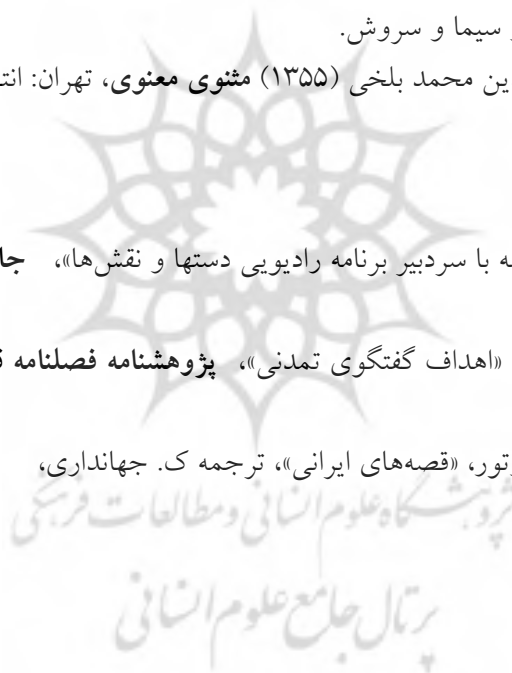 سیما و سروش.
ین محمد بلخی (۱۳۵۵) مثنوی معنوی، تهران: انت
ه با سردبیر برنامه رادیویی دستها و نقش‌ها»، جا
«اهداف گفتگوی تمدنی»، پژوهشنامه فصلنامه
تور، «قصه‌های ایرانی»، ترجمه ک. جهانداری،
پژوهشگاه علوم انسانی و مطالعات فرهنگی
پرتال جامع علوم انسانی